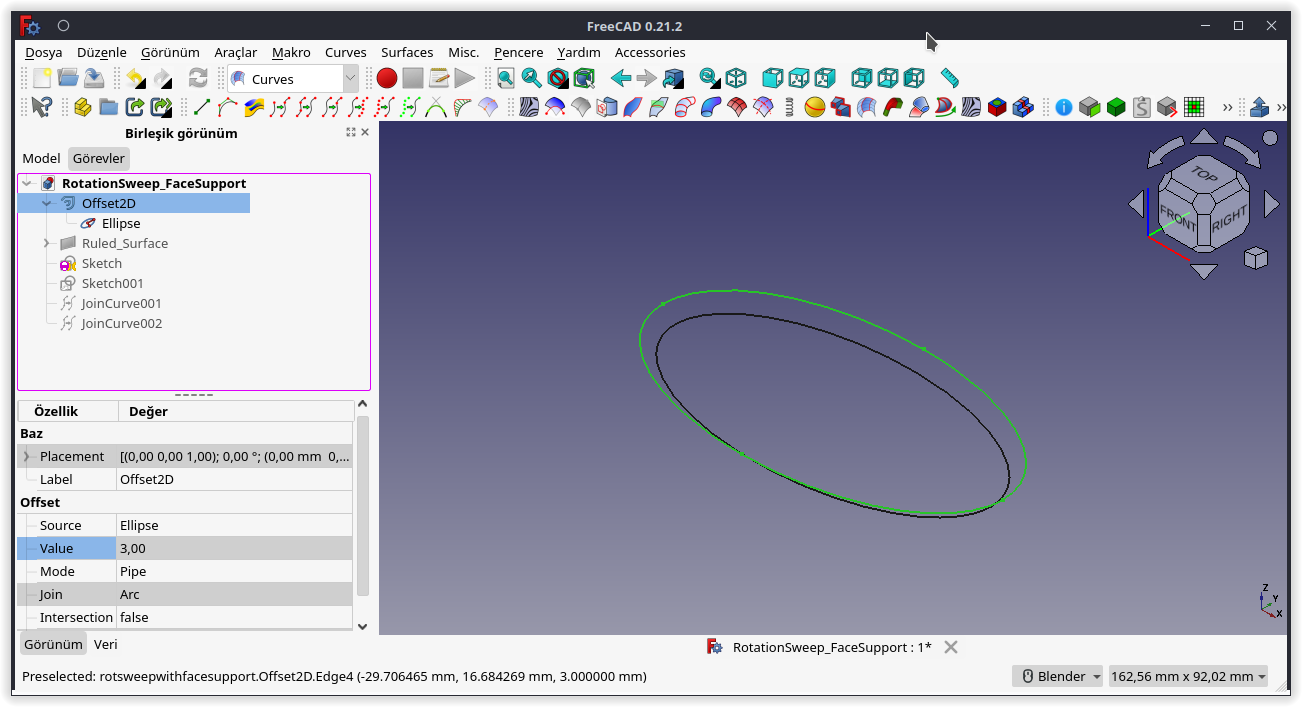 FreeCAD 0.21.2
Dosya Düzenle Görünüm Araçlar Makro Curves Surfaces Misc. Pencere Yardım Accessories
Curves
Birleşik görünüm
Model Görevler
RotationSweep_FaceSupport
Offset2D
Ellipse
Ruled_Surface
Sketch
Sketch001
JoinCurve001
JoinCurve002
TOP
FRONT RIGHT
Özellik Değer
Baz
Placement [(0,00 0,00 1,00); 0,00 °; (0,00 mm 0,...
Label Offset2D
Offset
Source Ellipse
Value 3,00
Mode Pipe
Join Arc
Intersection false
Z
Y
X
Görünüm Veri
RotationSweep_FaceSupport : 1*
Preselected: rotsweepwithfacesupport.Offset2D.Edge4 (-29.706465 mm, 16.684269 mm, 3.000000 mm)
Blender 162,56 mm x 92,02 mm